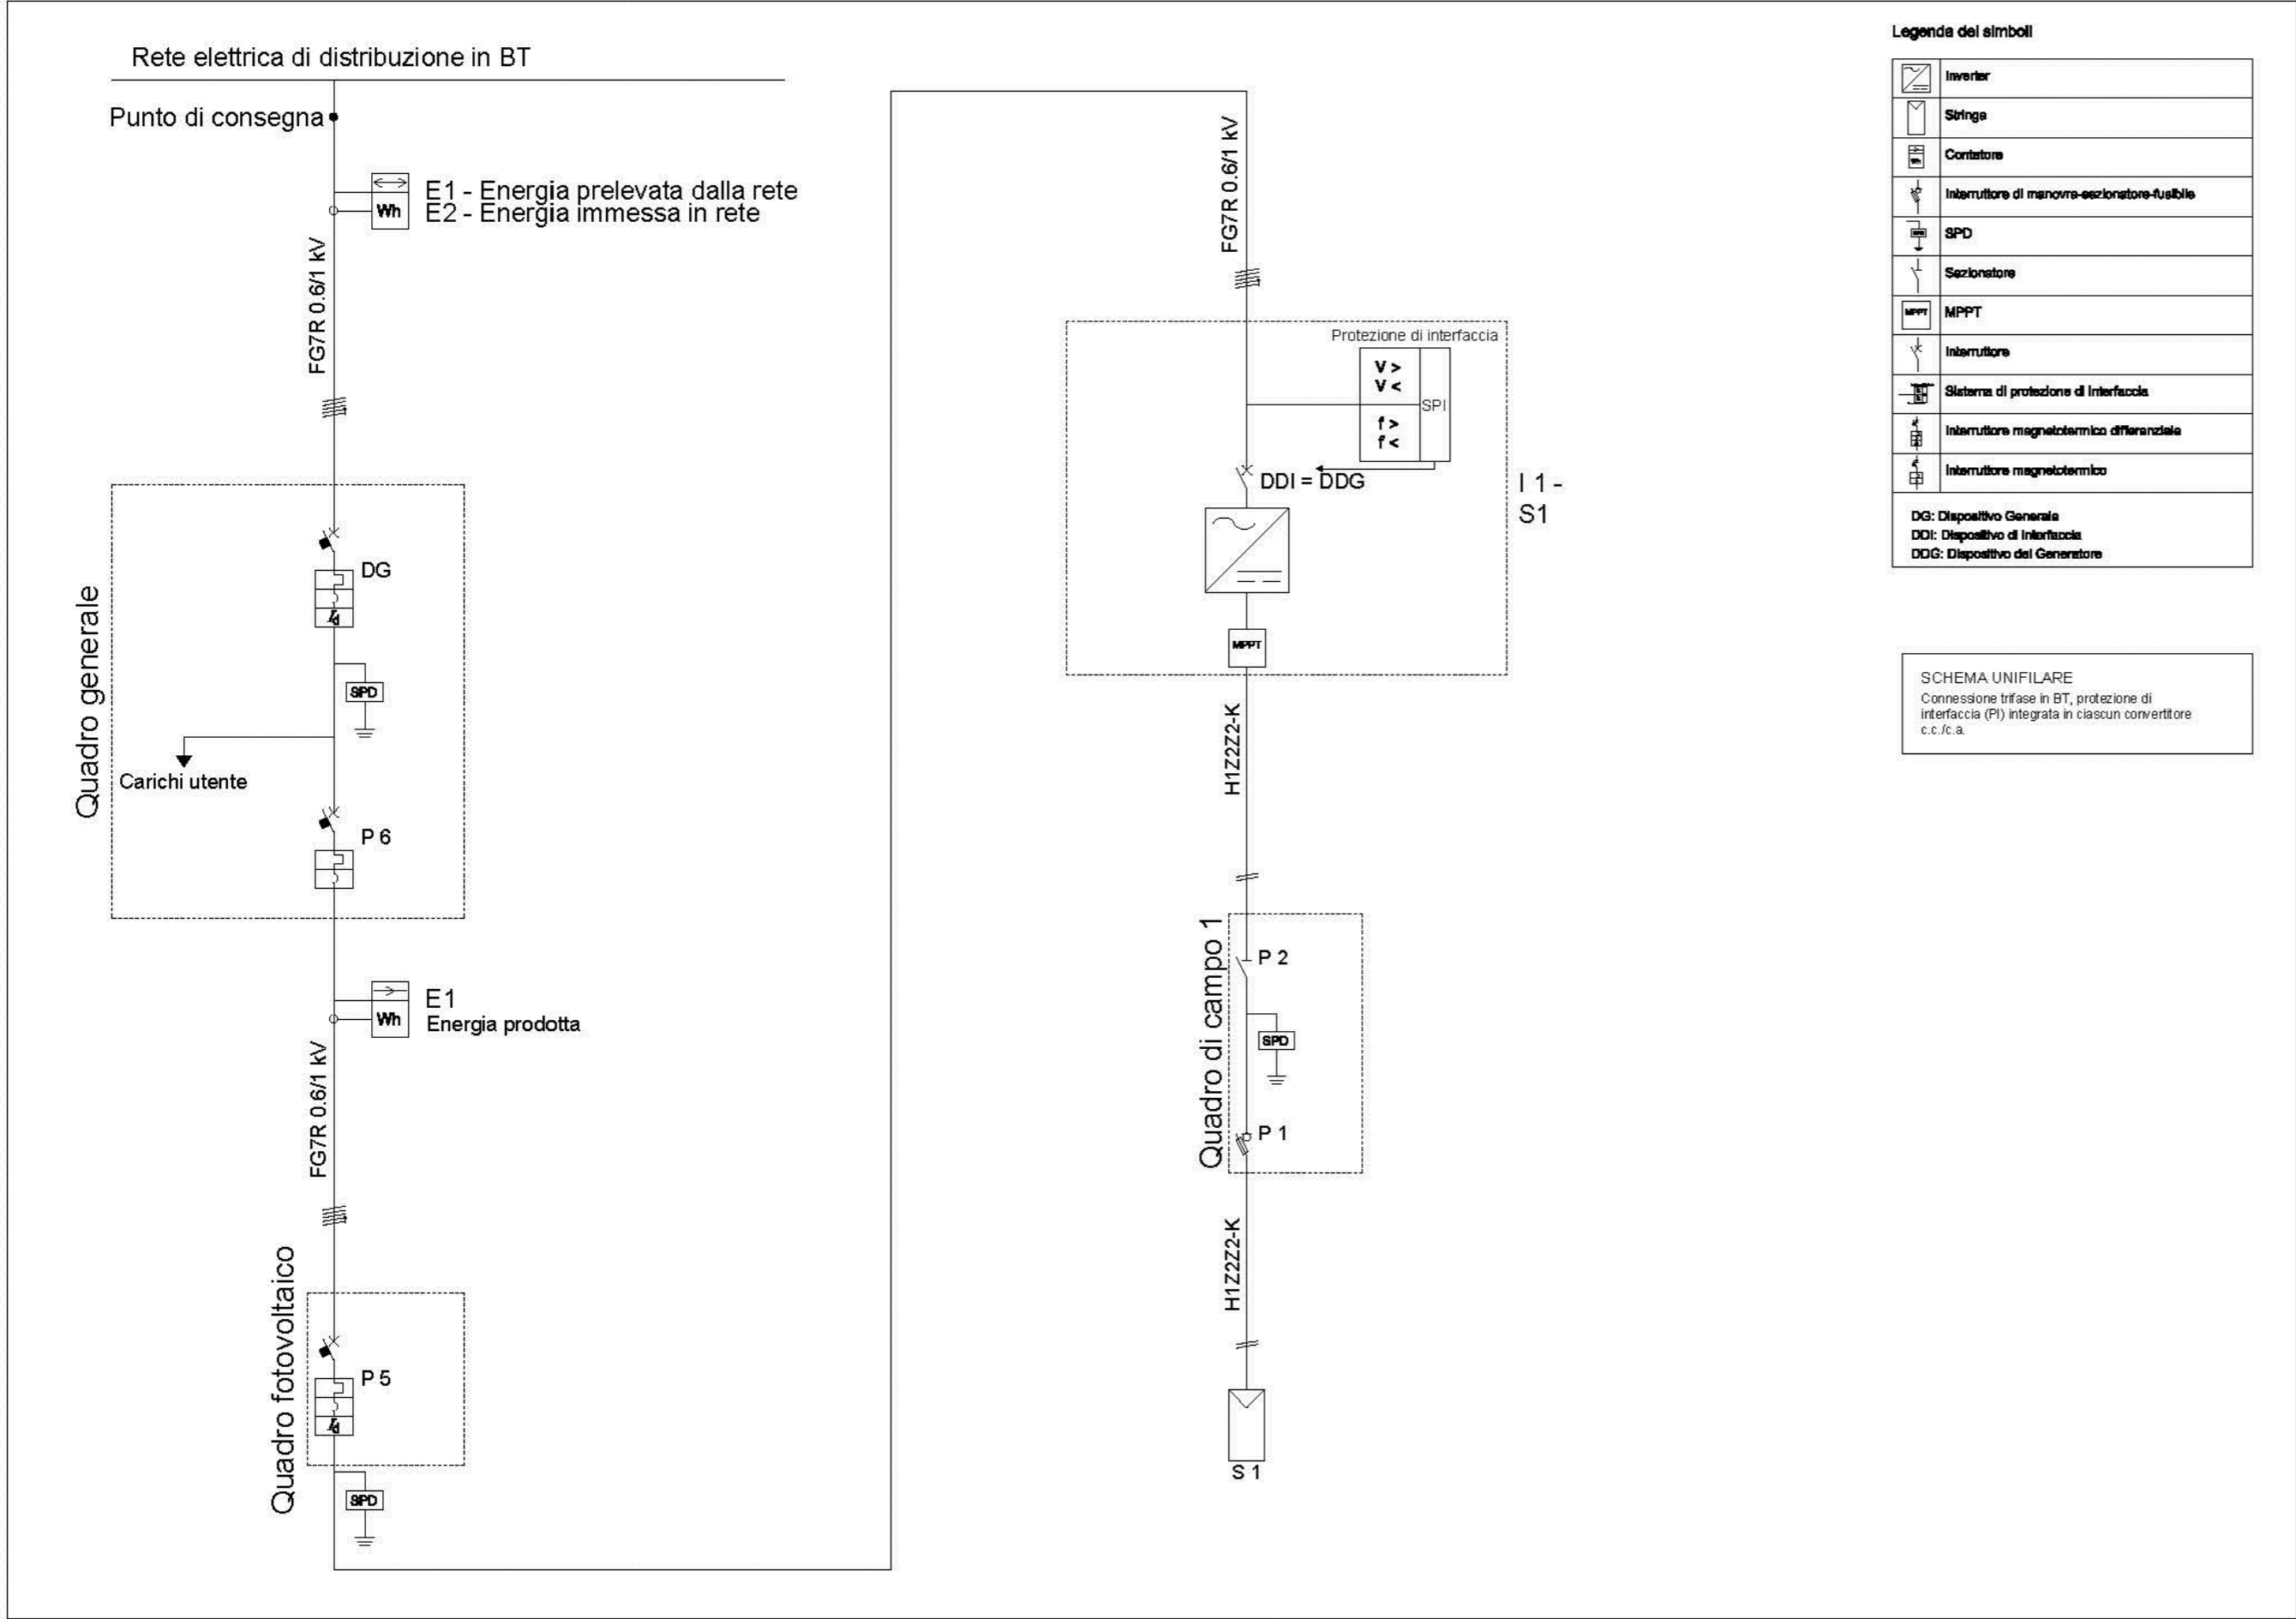 Rete elettrica di distribuzione in BT
Punto di consegna
E1 - Energia prelevata dalla rete
E2 - Energia immessa in rete
Wh
FG7R 0.6/1 kV
Quadro generale
DG
SPD
Carichi utente
P 6
E1
Wh
Energia prodotta
FG7R 0.6/1 kV
Quadro fotovoltaico
P 5
SPD
FG7R 0.6/1 kV
Protezione di interfaccia
V >
V <
SPI
f >
f <
DDI = DDG
I 1 -
S1
MPPT
H1Z2Z2-K
Quadro di campo 1
P 2
SPD
P 1
H1Z2Z2-K
S 1
Legenda dei simboli
Inverter
Stringa
Wh
Contatore
Interruttore di manovra-sezionatore-fusibile
SPD
Sezionatore
MPPT
MPPT
Interruttore
Sistema di protezione di interfaccia
Interruttore magnetotermico differenziale
Interruttore magnetotermico
DG: Dispositivo Generale
DDI: Dispositivo di Interfaccia
DDG: Dispositivo del Generatore
SCHEMA UNIFILARE
Connessione trifase in BT, protezione di
interfaccia (PI) integrata in ciascun convertitore
c.c./c.a.